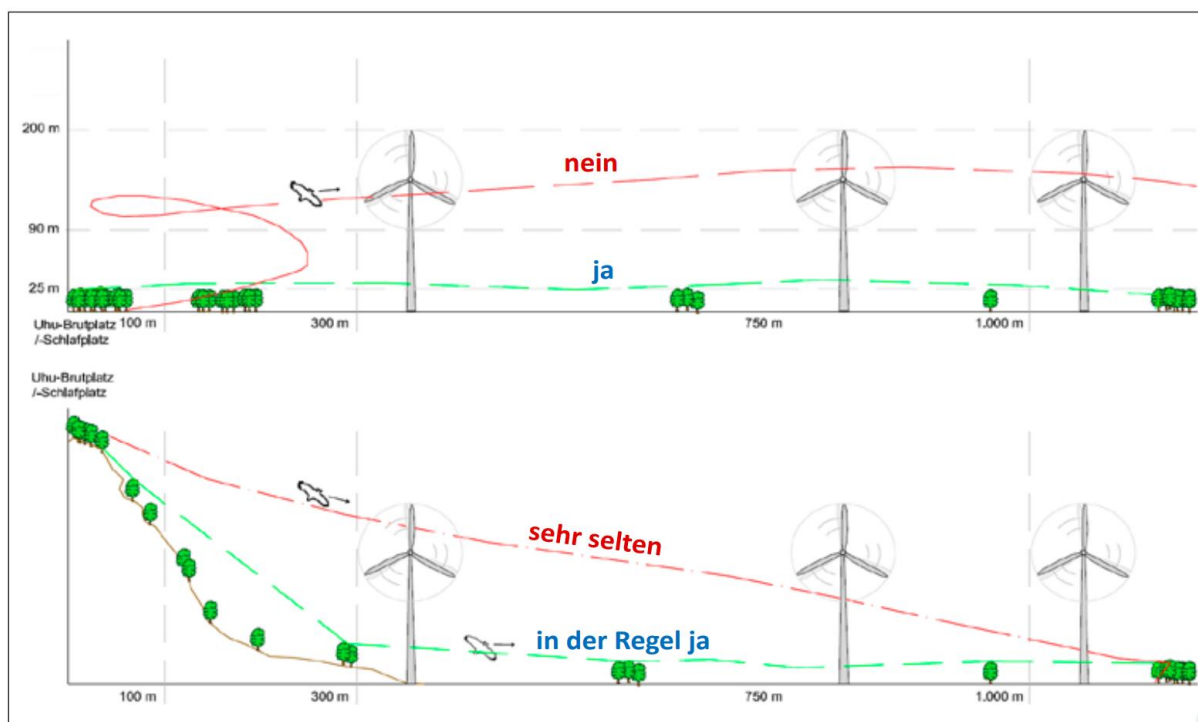 200 m
nein
90 m
ja
25 m
Uhu-Brutplatz
/-Schlafplatz
100 m 300 m 750 m 1.000 m
Uhu-Brutplatz
/-Schlafplatz
sehr selten
in der Regel ja
100 m 300 m 750 m 1.000 m